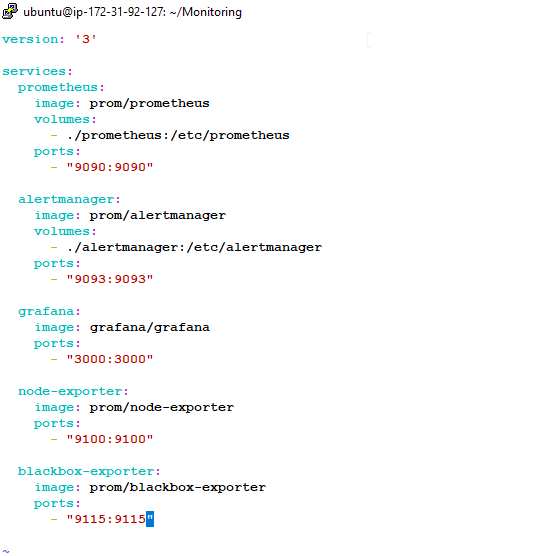 ubuntu@ip-172-31-92-127: ~/Monitoring
version: '3'
services:
  prometheus:
    image: prom/prometheus
    volumes:
      - ./prometheus:/etc/prometheus
    ports:
      - "9090:9090"
  alertmanager:
    image: prom/alertmanager
    volumes:
      - ./alertmanager:/etc/alertmanager
    ports:
      - "9093:9093"
  grafana:
    image: grafana/grafana
    ports:
      - "3000:3000"
  node-exporter:
    image: prom/node-exporter
    ports:
      - "9100:9100"
  blackbox-exporter:
    image: prom/blackbox-exporter
    ports:
      - "9115:9115"
~